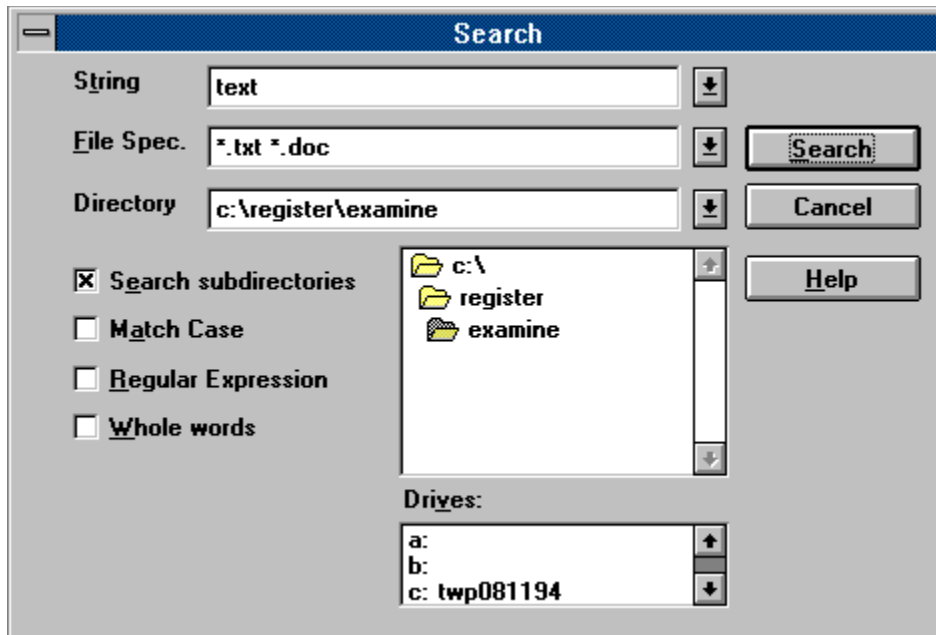 Search
String
text
File Spec.
*.txt *.doc
Search
Directory
c:\register\examine
Cancel
Search subdirectories
Match Case
Regular Expression
Whole words
c:\
register
examine
Help
Drives:
a:
b:
c: twp081194